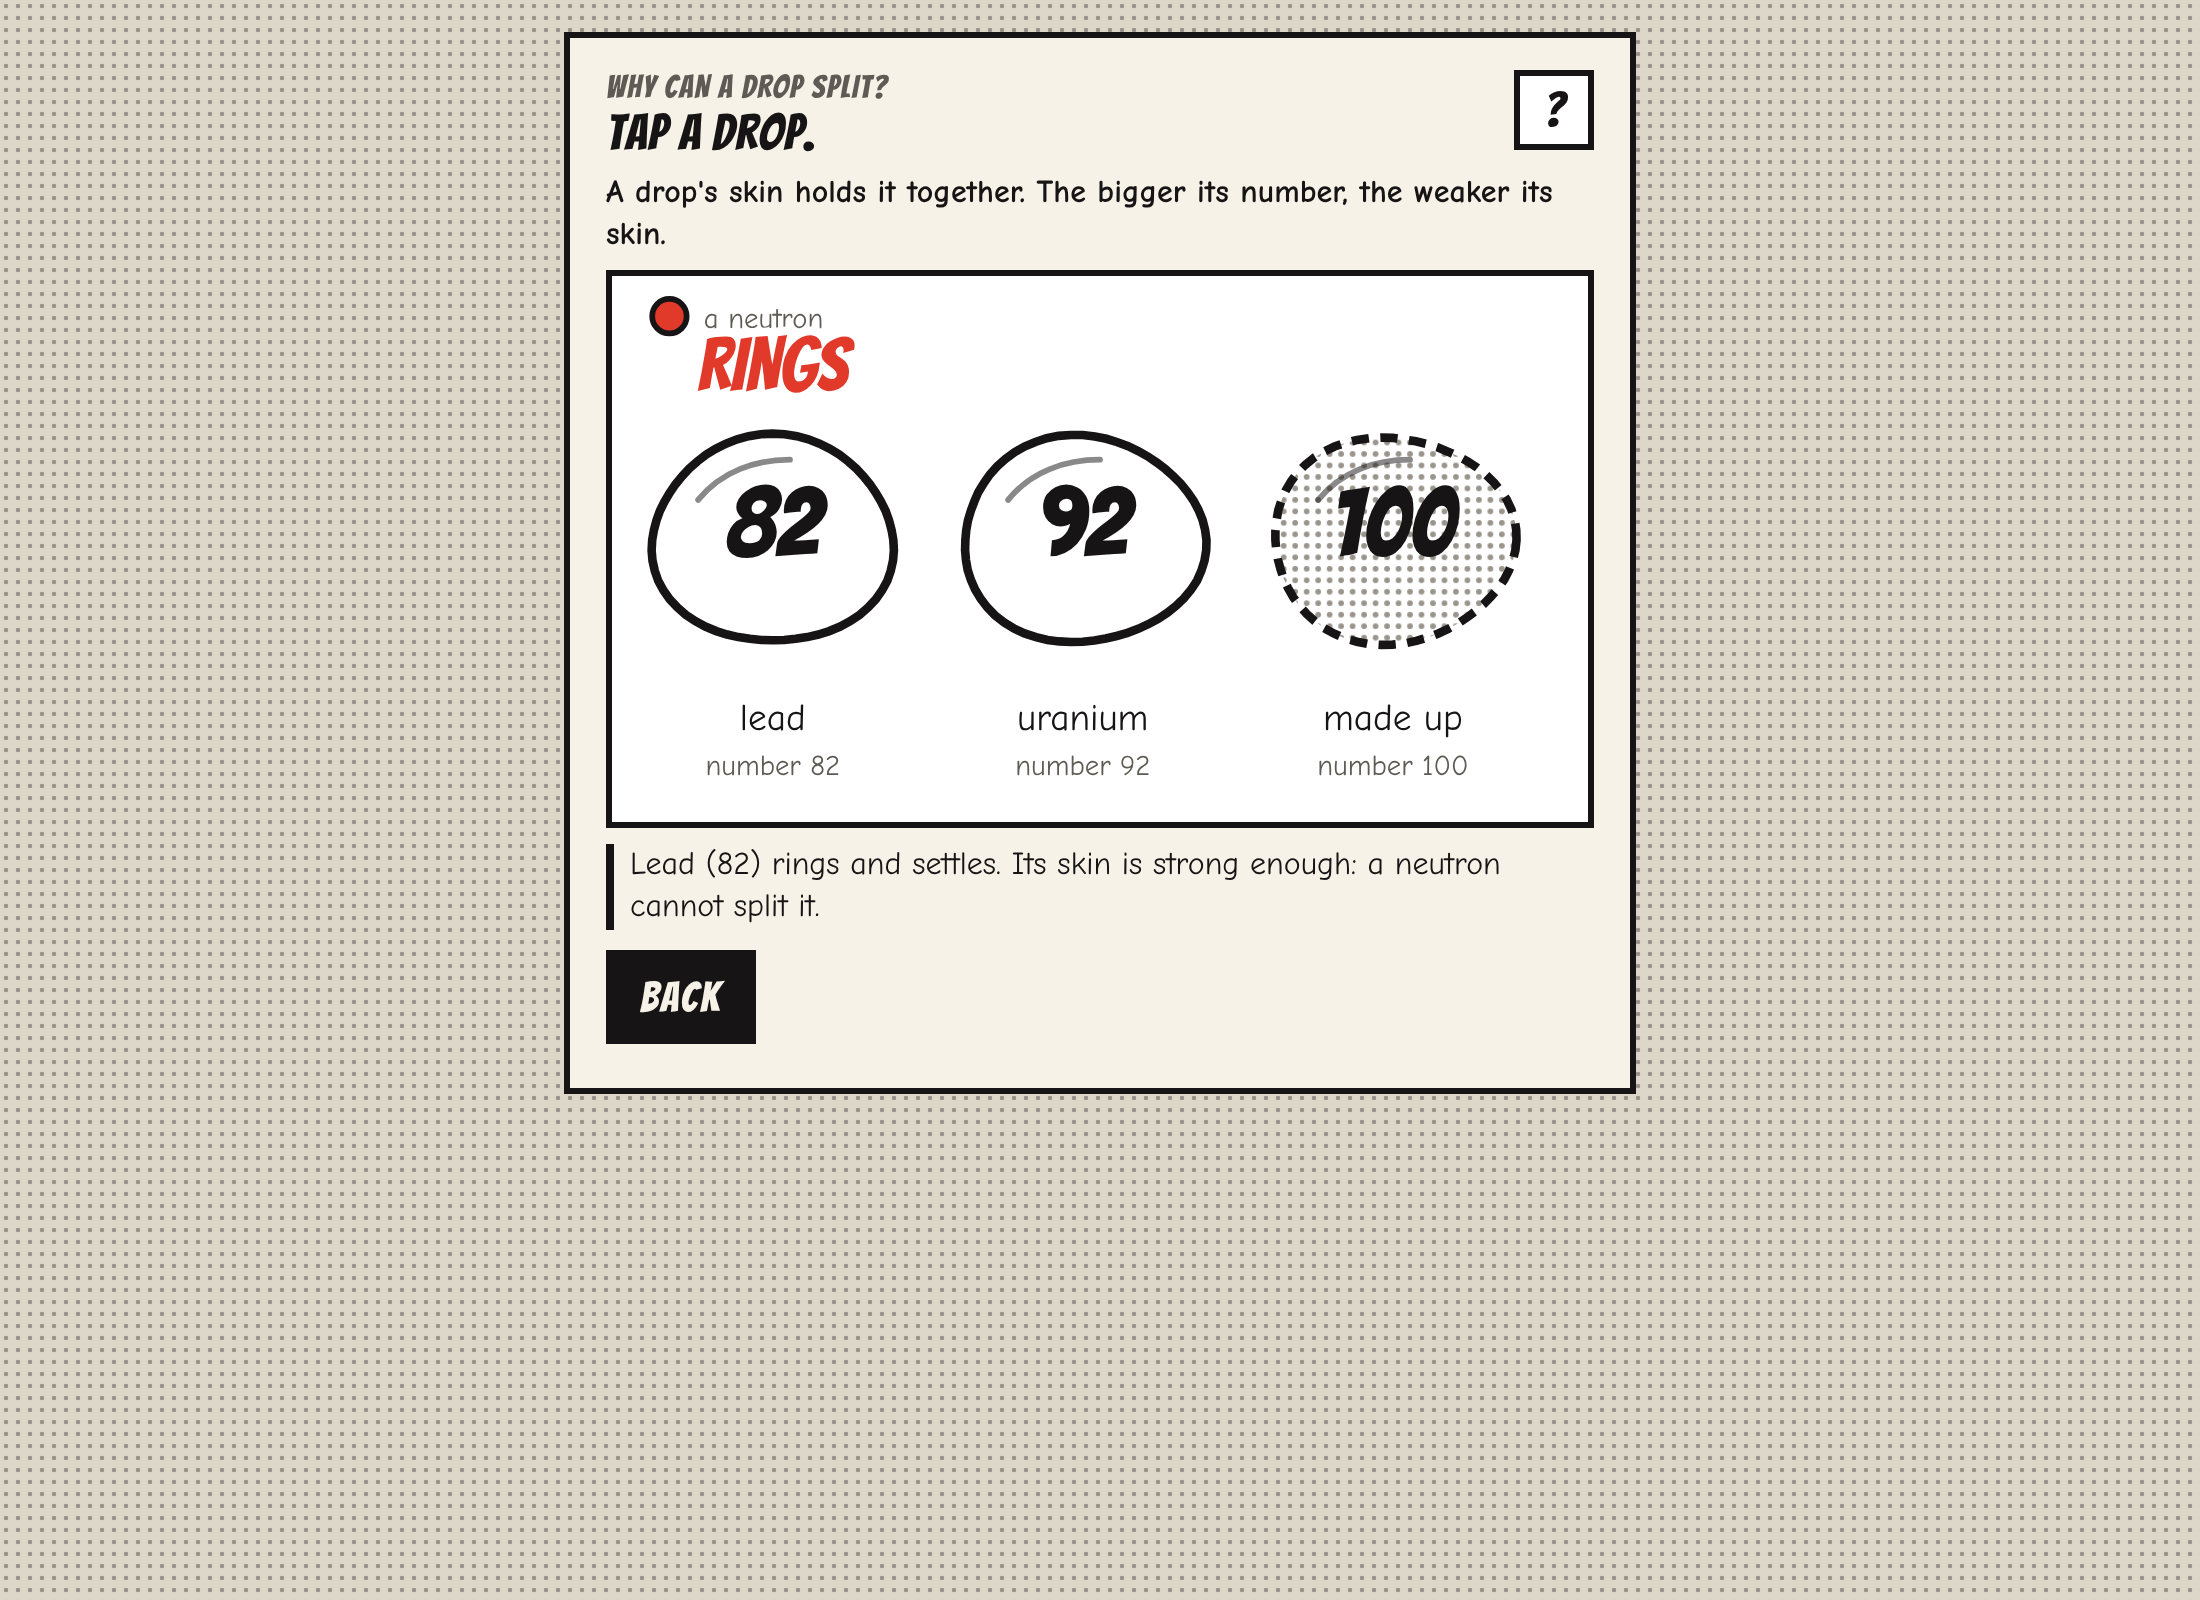 WHY CAN A DROP SPLIT?
TAP A DROP.
?
A drop's skin holds it together. The bigger its number, the weaker its
skin.
a neutron
RINGS
82
92
100
lead
uranium
made up
number 82
number 92
number 100
Lead (82) rings and settles. Its skin is strong enough: a neutron
cannot split it.
BACK